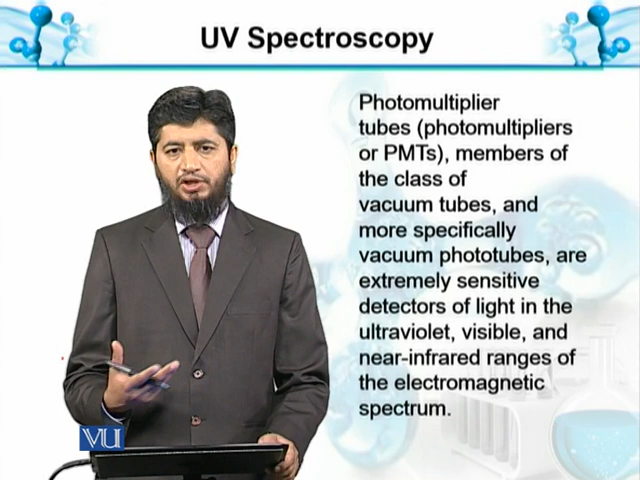 UV Spectroscopy
Photomultiplier
tubes (photomultipliers
or PMTs), members of
the class of
vacuum tubes, and
more specifically
vacuum phototubes, are
extremely sensitive
detectors of light in the
ultraviolet, visible, and
near-infrared ranges of
the electromagnetic
spectrum.
VU